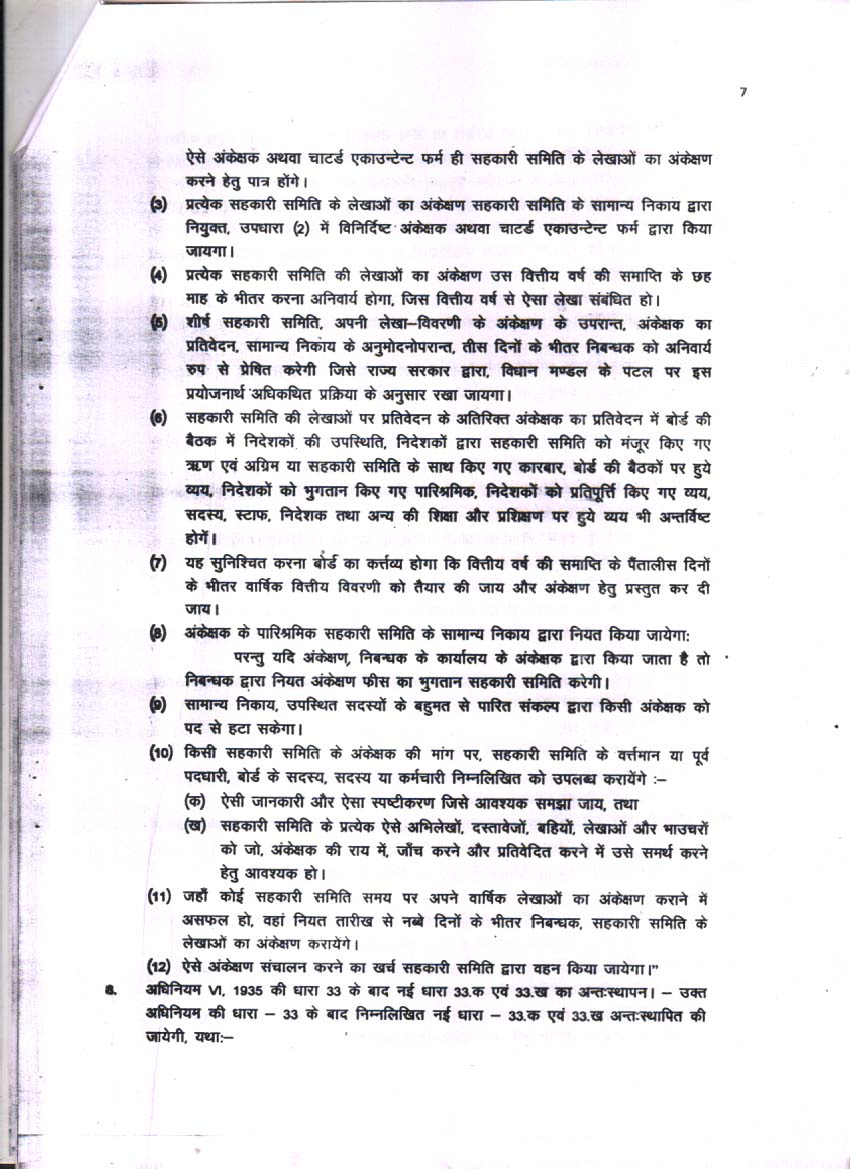 7
ऐसे अंकेक्षक अथवा चाटर्ड एकाउन्टेन्ट फर्म ही सहकारी समिति के लेखाओं का अंकेक्षण
करने हेतु पात्र होंगे।
(3) प्रत्येक सहकारी समिति के लेखाओं का अंकेक्षण सहकारी समिति के सामान्य निकाय द्वारा
नियुक्त, उपधारा (2) में विनिर्दिष्ट अंकेक्षक अथवा चाटर्ड एकाउन्टेन्ट फर्म द्वारा किया
जायगा।
(4) प्रत्येक सहकारी समिति की लेखाओं का अंकेक्षण उस वित्तीय वर्ष की समाप्ति के छह
माह के भीतर करना अनिवार्य होगा, जिस वित्तीय वर्ष से ऐसा लेखा संबंधित हो।
(5) शीर्ष सहकारी समिति, अपनी लेखा–विवरणी के अंकेक्षण के उपरान्त, अंकेक्षक का
प्रतिवेदन, सामान्य निकाय के अनुमोदनोपरान्त, तीस दिनों के भीतर निबन्धक को अनिवार्य
रुप से प्रेषित करेगी जिसे राज्य सरकार द्वारा, विधान मण्डल के पटल पर इस
प्रयोजनार्थ अधिकथित प्रक्रिया के अनुसार रखा जायगा।
(6) सहकारी समिति की लेखाओं पर प्रतिवेदन के अतिरिक्त अंकेक्षक का प्रतिवेदन में बोर्ड की
बैठक में निदेशकों की उपस्थिति, निदेशकों द्वारा सहकारी समिति को मंजूर किए गए
ऋण एवं अग्रिम या सहकारी समिति के साथ किए गए कारबार, बोर्ड की बैठकों पर हुये
व्यय, निदेशकों को भुगतान किए गए पारिश्रमिक, निदेशकों को प्रतिपूर्त्ति किए गए व्यय,
सदस्य, स्टाफ, निदेशक तथा अन्य की शिक्षा और प्रशिक्षण पर हुये व्यय भी अन्तर्विष्ट
होगें।
(7) यह सुनिश्चित करना बोर्ड का कर्त्तव्य होगा कि वित्तीय वर्ष की समाप्ति के पैंतालीस दिनों
के भीतर वार्षिक वित्तीय विवरणी को तैयार की जाय और अंकेक्षण हेतु प्रस्तुत कर दी
जाय।
(8) अंकेक्षक के पारिश्रमिक सहकारी समिति के सामान्य निकाय द्वारा नियत किया जायेगा:
परन्तु यदि अंकेक्षण, निबन्धक के कार्यालय के अंकेक्षक द्वारा किया जाता है तो
निबन्धक द्वारा नियत अंकेक्षण फीस का भुगतान सहकारी समिति करेगी।
(9) सामान्य निकाय, उपस्थित सदस्यों के बहुमत से पारित संकल्प द्वारा किसी अंकेक्षक को
पद से हटा सकेगा।
(10) किसी सहकारी समिति के अंकेक्षक की मांग पर, सहकारी समिति के वर्त्तमान या पूर्व
पदधारी, बोर्ड के सदस्य, सदस्य या कर्मचारी निम्नलिखित को उपलब्ध करायेंगे :–
(क) ऐसी जानकारी और ऐसा स्पष्टीकरण जिसे आवश्यक समझा जाय, तथा
(ख) सहकारी समिति के प्रत्येक ऐसे अभिलेखों, दस्तावेजों, बहियों, लेखाओं और भाउचरों
को जो, अंकेक्षक की राय में, जाँच करने और प्रतिवेदित करने में उसे समर्थ करने
हेतु आवश्यक हो।
(11) जहाँ कोई सहकारी समिति समय पर अपने वार्षिक लेखाओं का अंकेक्षण कराने में
असफल हो, वहां नियत तारीख से नब्बे दिनों के भीतर निबन्धक, सहकारी समिति के
लेखाओं का अंकेक्षण करायेंगे।
(12) ऐसे अंकेक्षण संचालन करने का खर्च सहकारी समिति द्वारा वहन किया जायेगा।"
8. अधिनियम VI, 1935 की धारा 33 के बाद नई धारा 33.क एवं 33.ख का अन्तःस्थापन। – उक्त
अधिनियम की धारा – 33 के बाद निम्नलिखित नई धारा – 33.क एवं 33.ख अन्तःस्थापित की
जायेगी, यथा:–